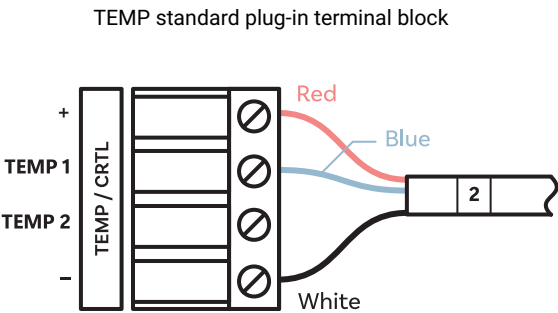 TEMP standard plug-in terminal block
Red
+
Blue
TEMP 1
TEMP / CRTL
2
TEMP 2
–
White